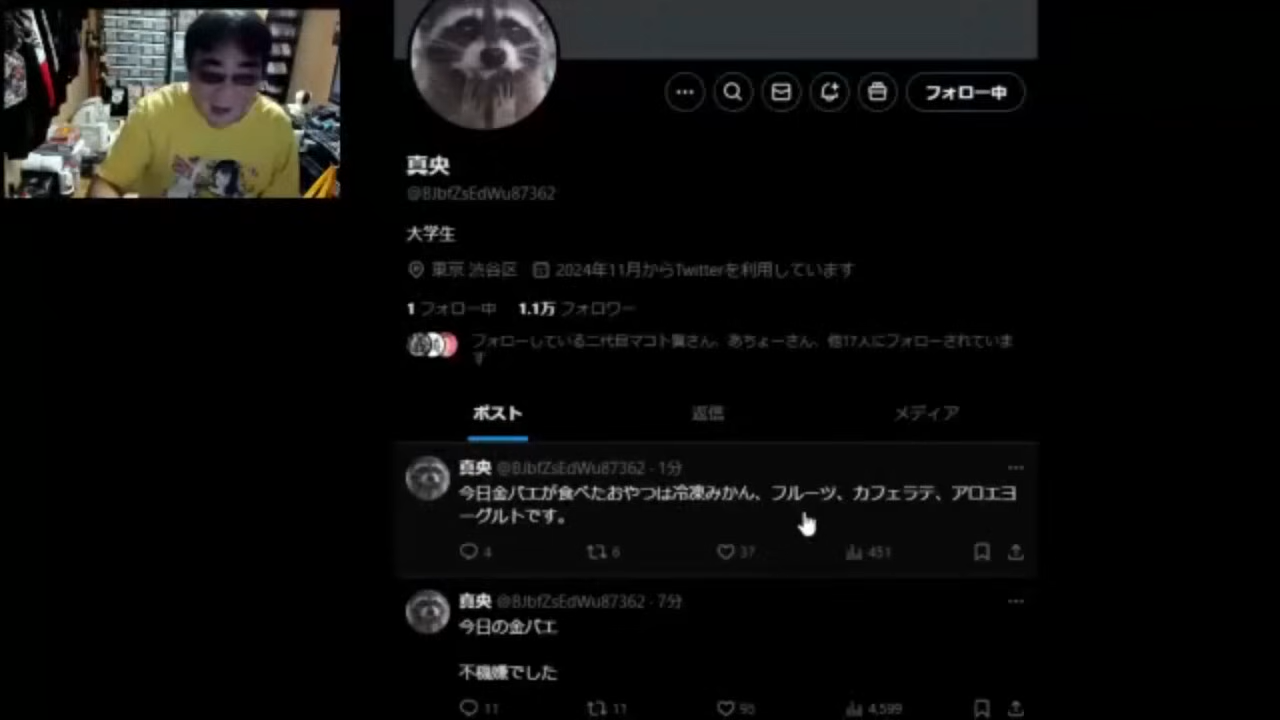 フォロー中
真央
@BJbfZsEdWu87362
大学生
東京 渋谷区 2024年11月からTwitterを利用しています
1 フォロー中 1.1万 フォロワー
フォローしている二代目マコト襲さん、あちょーさん、他17人にフォローされていま
す
ポスト 返信 メディア
真央 @BJbfZsEdWu87362 · 1分
今日金バエが食べたおやつは冷凍みかん、フルーツ、カフェラテ、アロエヨ
ーグルトです。
4 6 37 451
真央 @BJbfZsEdWu87362 · 7分
今日の金バエ
不機嫌でした
11 11 95 4,599